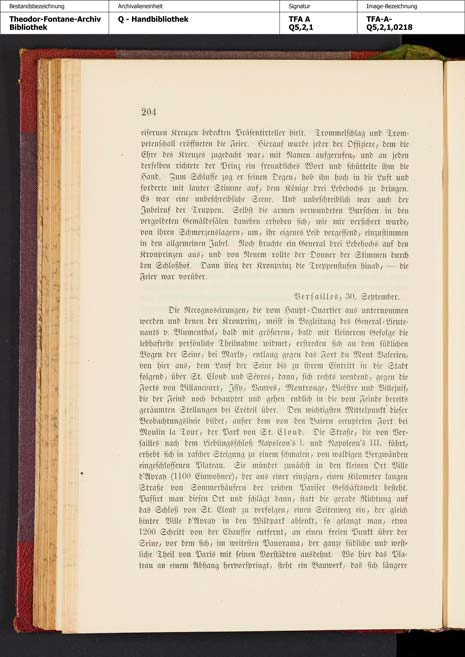 Bestandsbezeichnung
Theodor-Fontane-Archiv
Bibliothek
Archivalieneinheit
Q - Handbibliothek
Signatur
TFA A
Q5,2,1
Image-Bezeichnung
TFA-A-
Q5,2,1,0218
204
eisernen Kreuzen bedeckten Präsentirteller hielt. Trommelschlag und Trom-
petenschall eröffneten die Feier. Hierauf wurde jeder der Offiziere, dem die
Ehre des Kreuzes zugedacht war, mit Namen aufgerufen, und an jeden
derselben richtete der Prinz ein freundliches Wort und schüttelte ihm die
Hand. Zum Schlusse zog er seinen Degen, hob ihn hoch in die Luft und
forderte mit lauter Stimme auf, dem Könige drei Lebehochs zu bringen.
Es war eine unbeschreibliche Scene. Und unbeschreiblich war auch der
Jubelruf der Truppen. Selbst die armen verwundeten Burschen in den
vergoldeten Gemäldesälen daneben erhoben sich, wie mir versichert wurde,
von ihren Schmerzenslagern, um, ihr eigenes Leid vergessend, einzustimmen
in den allgemeinen Jubel. Noch brachte ein General drei Lebehochs auf den
Kronprinzen aus, und von Neuem rollte der Donner der Stimmen durch
den Schloßhof. Dann stieg der Kronprinz die Treppenstufen hinab, — die
Feier war vorüber.
Versailles, 30. September.
Die Recognoscirungen, die vom Haupt-Quartier aus unternommen
werden und denen der Kronprinz, meist in Begleitung des General-Lieute-
nants v. Blumenthal, bald mit größerem, bald mit kleinerem Gefolge die
lebhafteste persönliche Theilnahme widmet, erstrecken sich an dem südlichen
Bogen der Seine, bei Marly, entlang gegen das Fort du Mont Valerien,
von hier aus, dem Lauf der Seine bis zu ihrem Eintritt in die Stadt
folgend, über St. Cloud und Sèvres, dann, sich rechts wendend, gegen die
Forts von Billancourt, Issy, Vanves, Montrouge, Bicêtre und Villejuif,
die der Feind noch behauptet und gehen endlich in die vom Feinde bereits
geräumten Stellungen bei Créteil über. Den wichtigsten Mittelpunkt dieser
Beobachtungslinie bildet, außer dem von den Baiern occupirten Fort bei
Moulin la Tour, der Park von St. Cloud. Die Straße, die von Ver-
sailles nach dem Lieblingsschloß Napoleon's I. und Napoleon's III. führt,
erhebt sich in rascher Steigung zu einem schmalen, von waldigen Bergwänden
eingeschlossenen Plateau. Sie mündet zunächst in den kleinen Ort Ville
d'Avray (1100 Einwohner), der aus einer einzigen, einen Kilometer langen
Straße von Sommerhäusern der reichen Pariser Geschäftswelt besteht.
Passirt man diesen Ort und schlägt dann, statt die gerade Richtung auf
das Schloß von St. Cloud zu verfolgen, einen Seitenweg ein, der gleich
hinter Ville d'Avray in den Wildpark ablenkt, so gelangt man, etwa
1200 Schritt von der Chaussee entfernt, an einen freien Punkt über der
Seine, vor dem sich, im weitesten Panorama, der ganze südliche und west-
liche Theil von Paris mit seinen Vorstädten ausdehnt. Wo hier das Pla-
teau an einem Abhang hervorspringt, steht ein Bauwerk, das sich längere